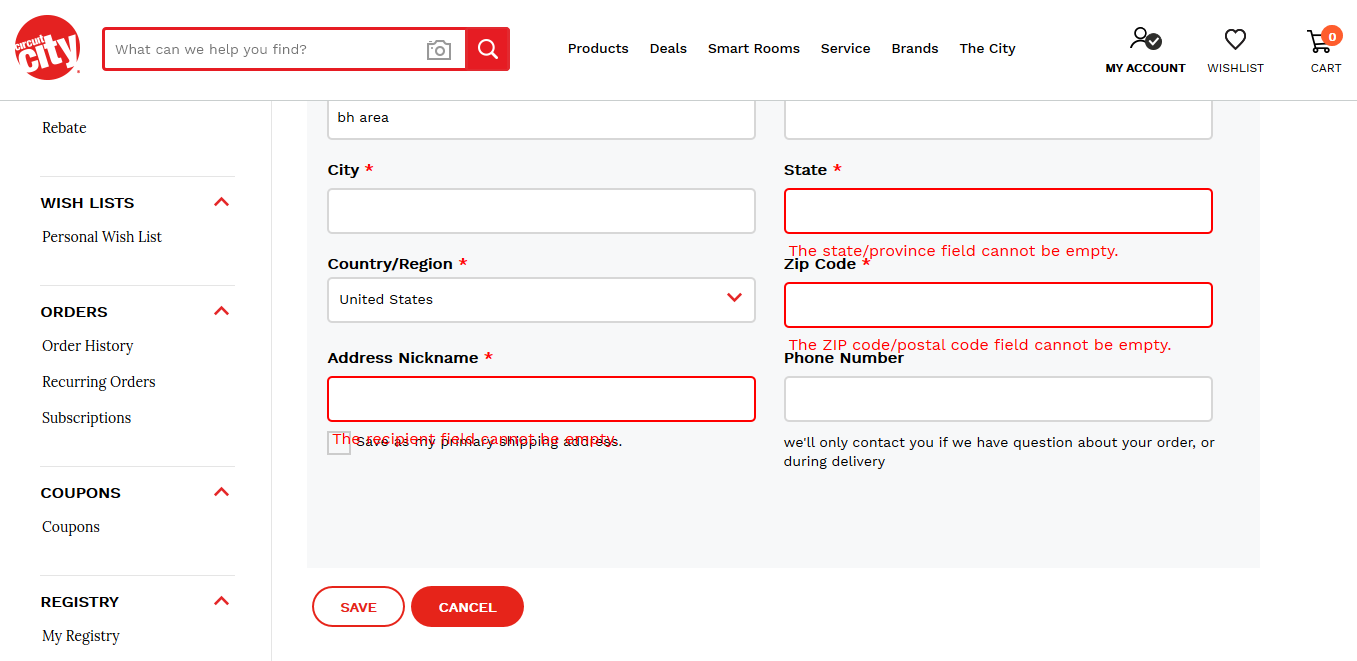 circuit
city
What can we help you find?
Products Deals Smart Rooms Service Brands The City
MY ACCOUNT
WISHLIST
0
CART
Rebate
WISH LISTS
Personal Wish List
ORDERS
Order History
Recurring Orders
Subscriptions
COUPONS
Coupons
REGISTRY
My Registry
bh area
City *
State *
The state/province field cannot be empty.
Country/Region *
United States
Zip Code *
The ZIP code/postal code field cannot be empty.
Address Nickname *
The recipient field cannot be empty.
Save as my primary shipping address.
Phone Number
we'll only contact you if we have question about your order, or
during delivery
SAVE
CANCEL